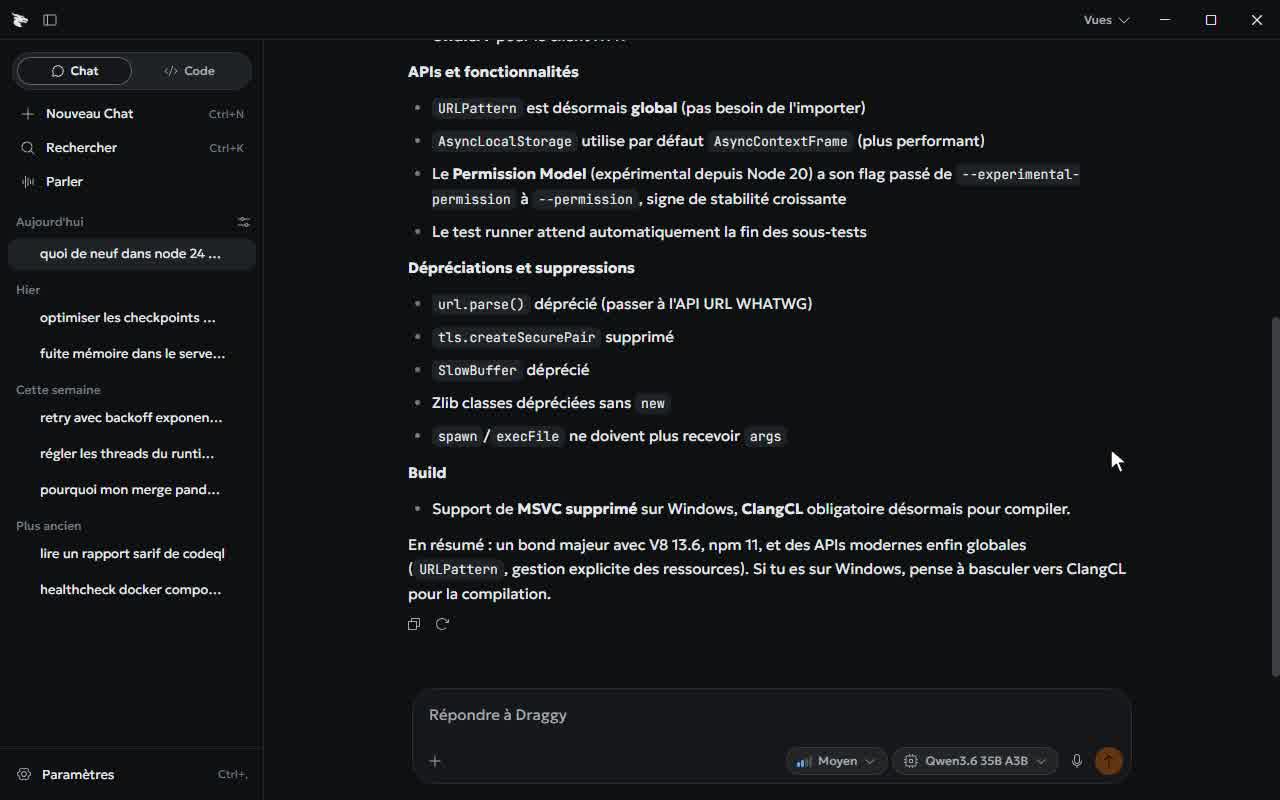 Vues
Chat
Code
Nouveau Chat
Ctrl+N
Rechercher
Ctrl+K
Parler
Aujourd'hui
quoi de neuf dans node 24 ...
Hier
optimiser les checkpoints ...
fuite mémoire dans le serve...
Cette semaine
retry avec backoff exponen...
régler les threads du runti...
pourquoi mon merge pand...
Plus ancien
lire un rapport sarif de codeql
healthcheck docker compo...
Paramètres
Ctrl+,
APIs et fonctionnalités
URLPattern est désormais global (pas besoin de l'importer)
AsyncLocalStorage utilise par défaut AsyncContextFrame (plus performant)
Le Permission Model (expérimental depuis Node 20) a son flag passé de --experimental-
permission à --permission, signe de stabilité croissante
Le test runner attend automatiquement la fin des sous-tests
Dépréciations et suppressions
url.parse() déprécié (passer à l'API URL WHATWG)
tls.createSecurePair supprimé
SlowBuffer déprécié
Zlib classes dépréciées sans new
spawn / execFile ne doivent plus recevoir args
Build
Support de MSVC supprimé sur Windows, ClangCL obligatoire désormais pour compiler.
En résumé : un bond majeur avec V8 13.6, npm 11, et des APIs modernes enfin globales
(URLPattern, gestion explicite des ressources). Si tu es sur Windows, pense à basculer vers ClangCL
pour la compilation.
Répondre à Draggy
Moyen
Qwen3.6 35B A3B